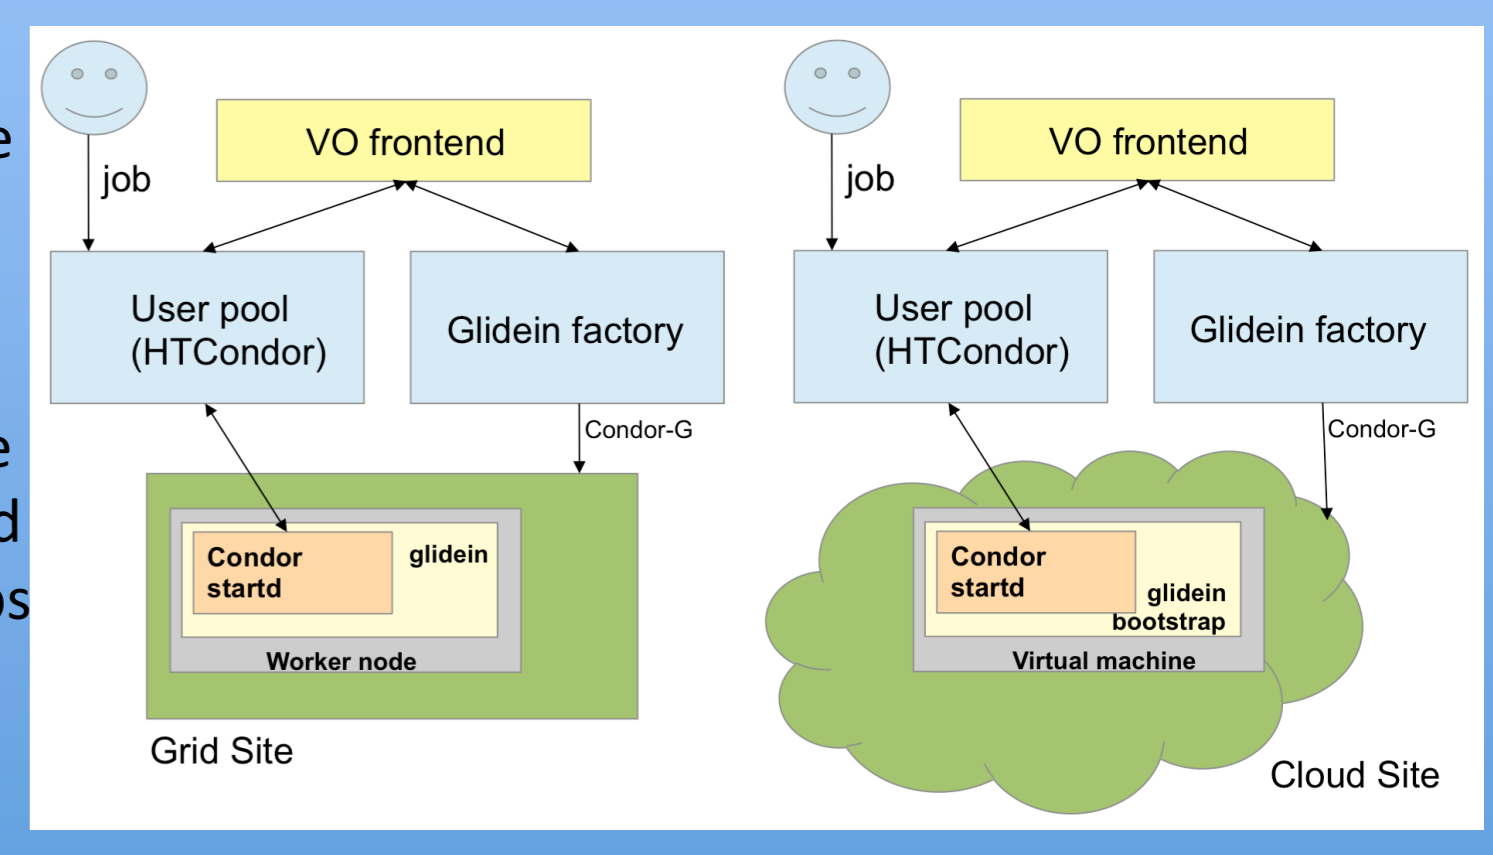 VO frontend
job
User pool
(HTCondor)
Glidein factory
Condor-G
Condor
startd
glidein
Worker node
Grid Site
VO frontend
job
User pool
(HTCondor)
Glidein factory
Condor-G
Condor
startd
glidein
bootstrap
Virtual machine
Cloud Site